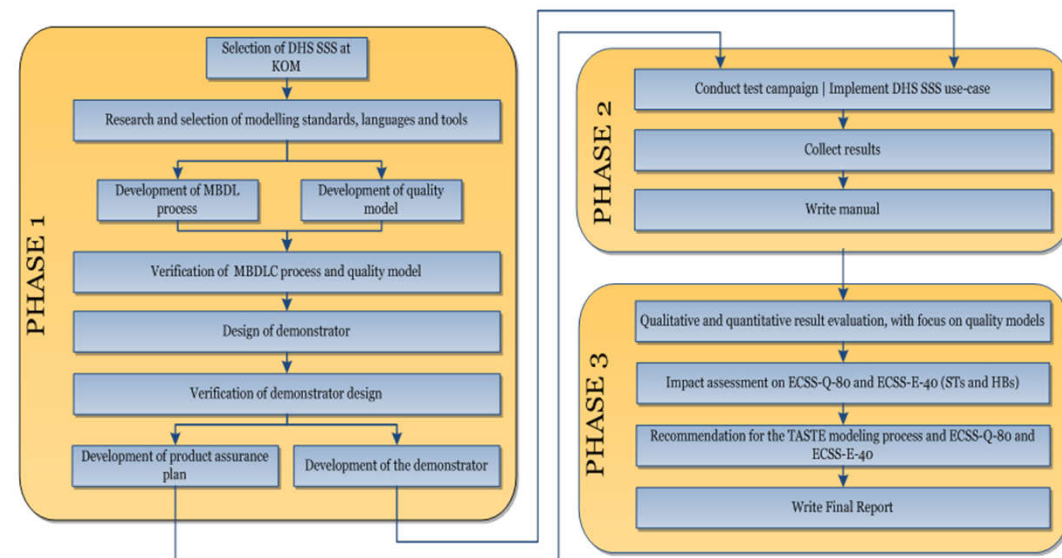 PHASE 1
Selection of DHS SSS at
KOM
Research and selection of modelling standards, languages and tools
Development of MBDL
process
Development of quality
model
Verification of MBDLC process and quality model
Design of demonstrator
Verification of demonstrator design
Development of product assurance
plan
Development of the demonstrator
PHASE 2
Conduct test campaign | Implement DHS SSS use-case
Collect results
Write manual
PHASE 3
Qualitative and quantitative result evaluation, with focus on quality models
Impact assessment on ECSS-Q-80 and ECSS-E-40 (STs and HBs)
Recommendation for the TASTE modeling process and ECSS-Q-80 and
ECSS-E-40
Write Final Report